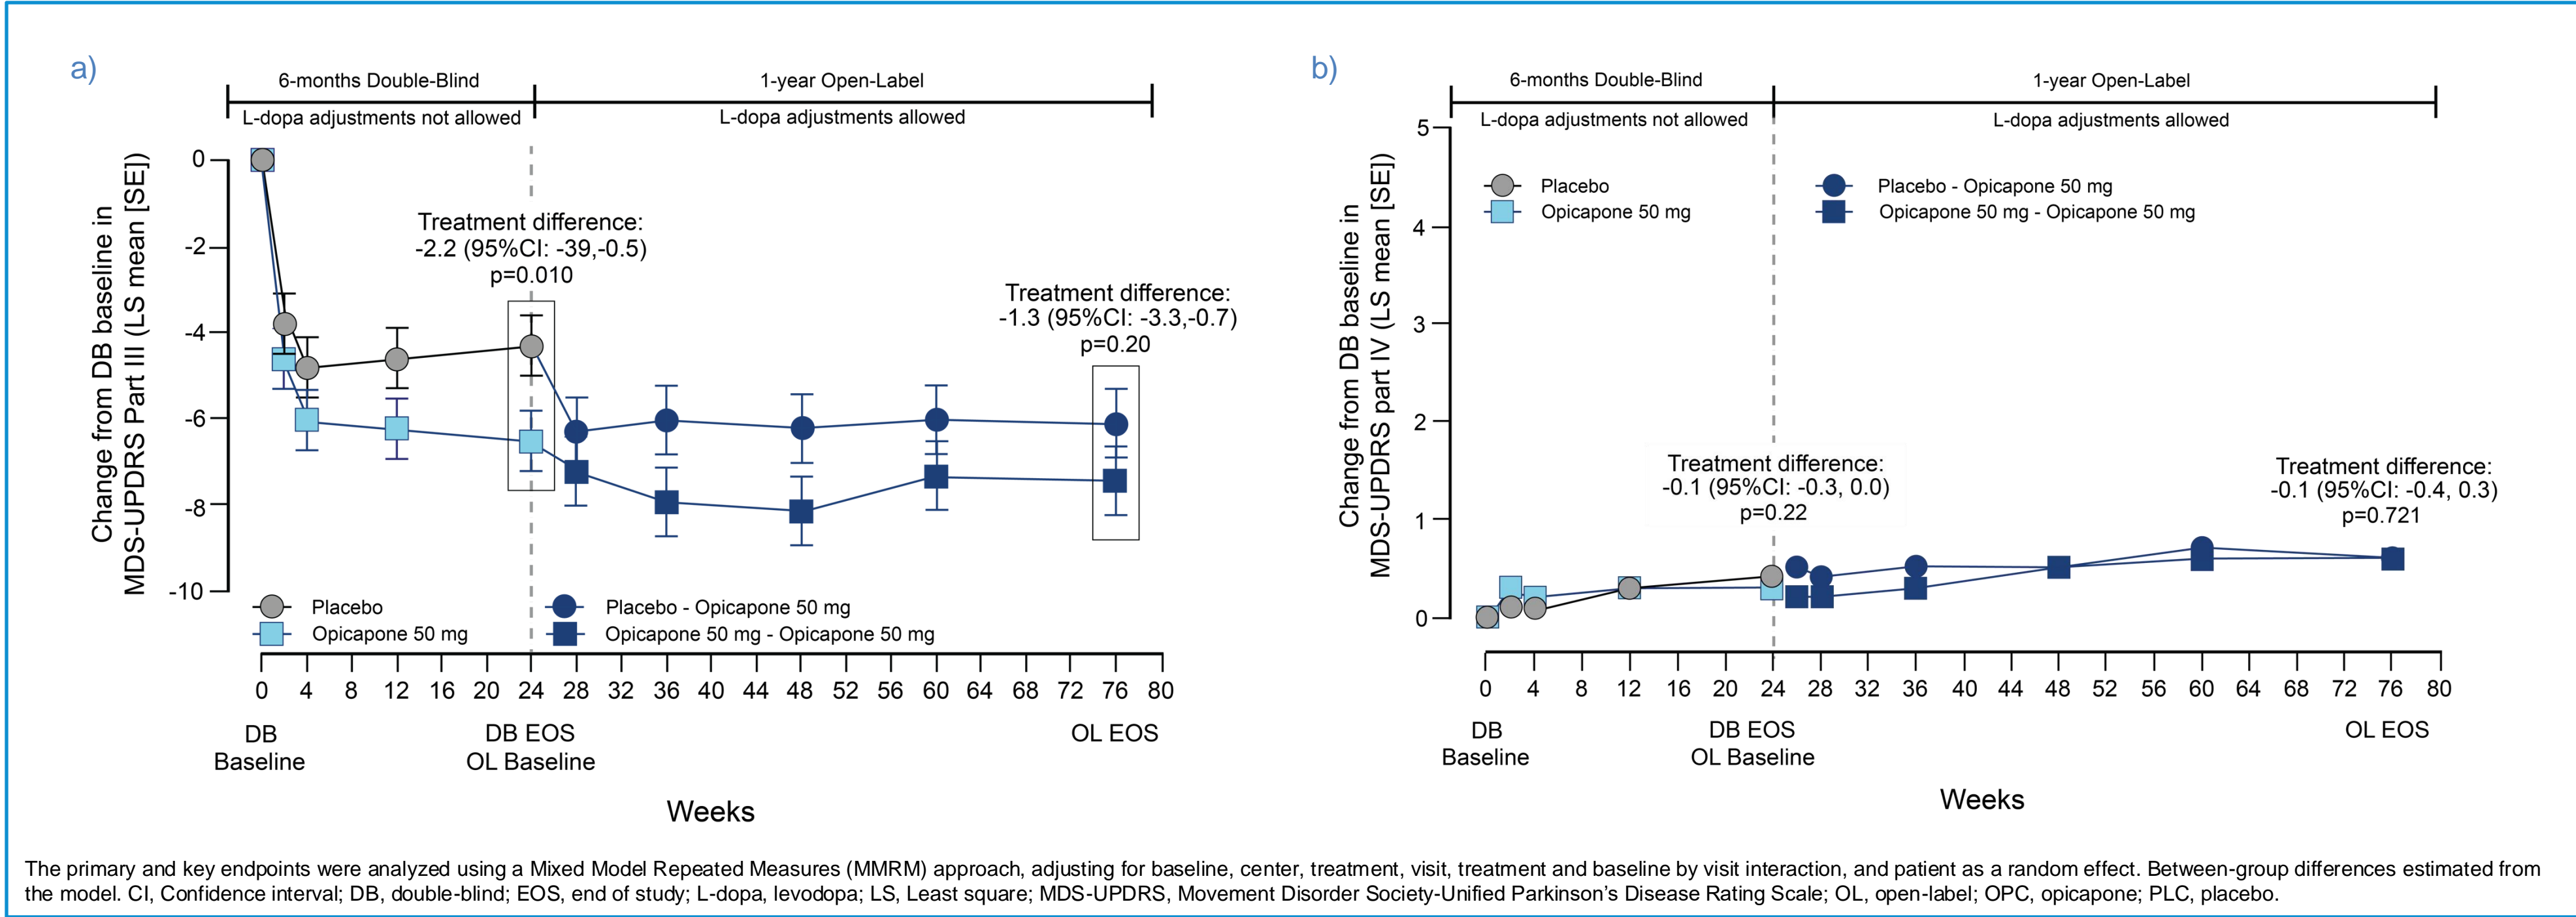 a)
6-months Double-Blind
1-year Open-Label
L-dopa adjustments not allowed
L-dopa adjustments allowed
Change from DB baseline in
MDS-UPDRS Part III (LS mean [SE])
0
-2
-4
-6
-8
-10
Treatment difference:
-2.2 (95%CI: -39,-0.5)
p=0.010
Treatment difference:
-1.3 (95%CI: -3.3,-0.7)
p=0.20
Placebo
Opicapone 50 mg
Placebo - Opicapone 50 mg
Opicapone 50 mg - Opicapone 50 mg
0 4 8 12 16 20 24 28 32 36 40 44 48 52 56 60 64 68 72 76 80
DB
Baseline
DB EOS
OL Baseline
OL EOS
Weeks
b)
6-months Double-Blind
1-year Open-Label
L-dopa adjustments not allowed
L-dopa adjustments allowed
Change from DB baseline in
MDS-UPDRS part IV (LS mean [SE])
5
4
3
2
1
0
Placebo
Opicapone 50 mg
Placebo - Opicapone 50 mg
Opicapone 50 mg - Opicapone 50 mg
Treatment difference:
-0.1 (95%CI: -0.3, 0.0)
p=0.22
Treatment difference:
-0.1 (95%CI: -0.4, 0.3)
p=0.721
0 4 8 12 16 20 24 28 32 36 40 44 48 52 56 60 64 68 72 76 80
DB
Baseline
DB EOS
OL Baseline
OL EOS
Weeks
The primary and key endpoints were analyzed using a Mixed Model Repeated Measures (MMRM) approach, adjusting for baseline, center, treatment, visit, treatment and baseline by visit interaction, and patient as a random effect. Between-group differences estimated from
the model. CI, Confidence interval; DB, double-blind; EOS, end of study; L-dopa, levodopa; LS, Least square; MDS-UPDRS, Movement Disorder Society-Unified Parkinson's Disease Rating Scale; OL, open-label; OPC, opicapone; PLC, placebo.